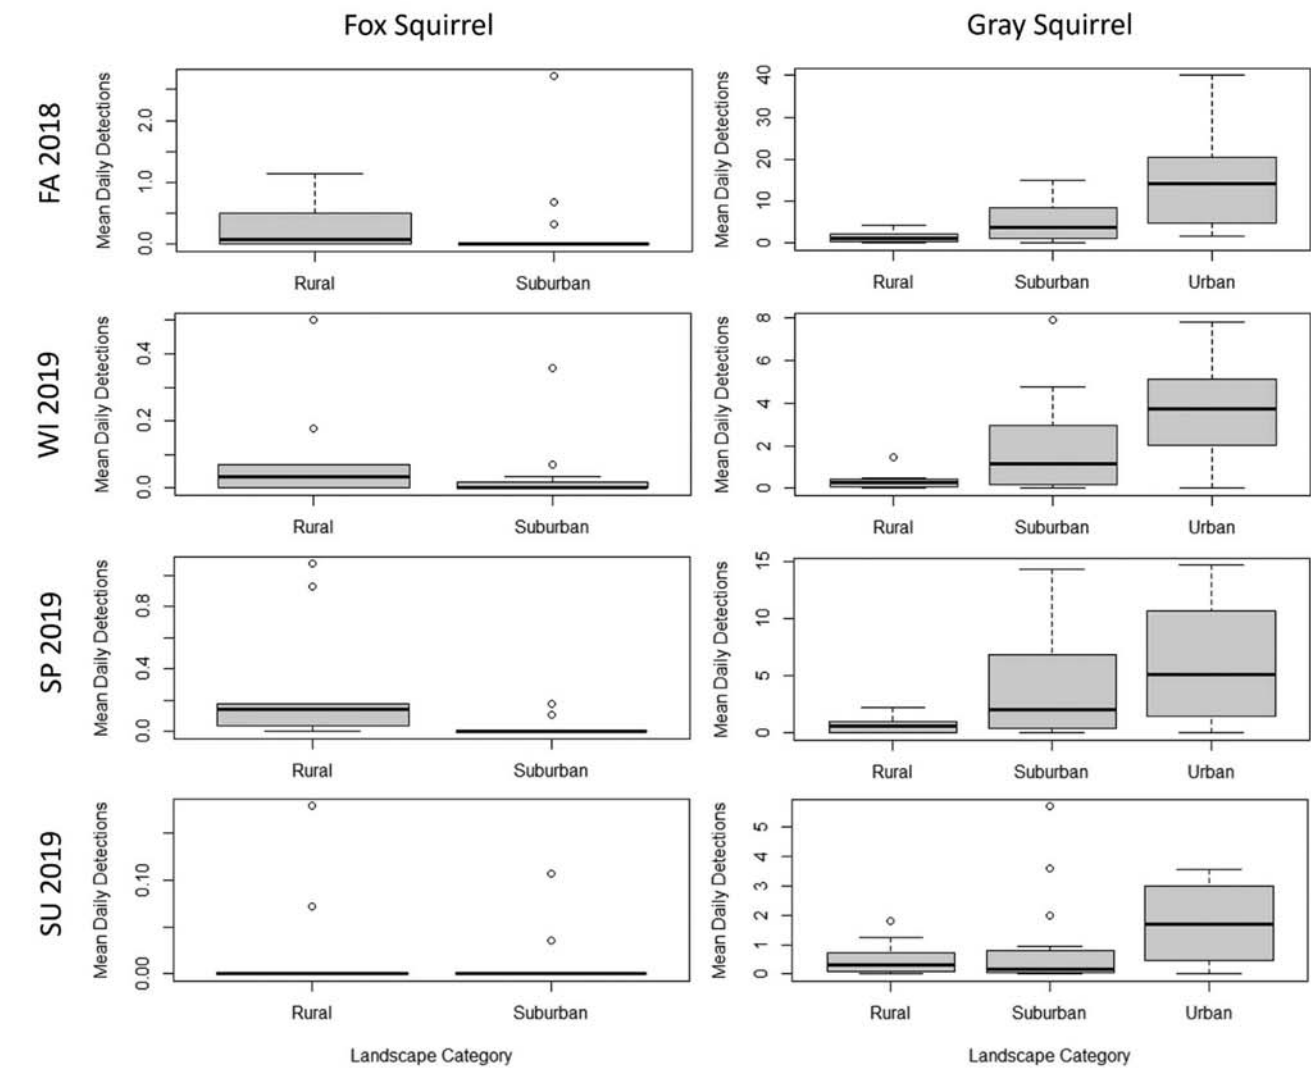 Fox Squirrel
Gray Squirrel
FA 2018
Mean Daily Detections
0.0 1.0 2.0
Rural Suburban
Mean Daily Detections
0 10 20 30 40
Rural Suburban Urban
WI 2019
Mean Daily Detections
0.0 0.2 0.4
Rural Suburban
Mean Daily Detections
0 2 4 6 8
Rural Suburban Urban
SP 2019
Mean Daily Detections
0.0 0.4 0.8
Rural Suburban
Mean Daily Detections
0 5 10 15
Rural Suburban Urban
SU 2019
Mean Daily Detections
0.00 0.10
Rural Suburban
Landscape Category
Mean Daily Detections
0 1 2 3 4 5
Rural Suburban Urban
Landscape Category